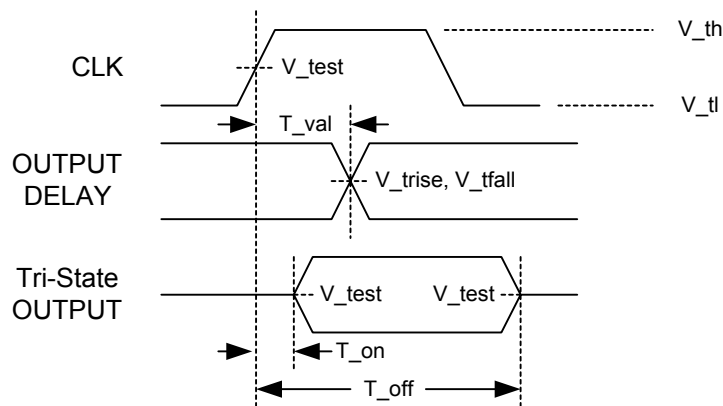 V_th
CLK
V_test
V_tl
T_val
OUTPUT
DELAY
V_trise, V_tfall
Tri-State
OUTPUT
V_test
V_test
T_on
T_off